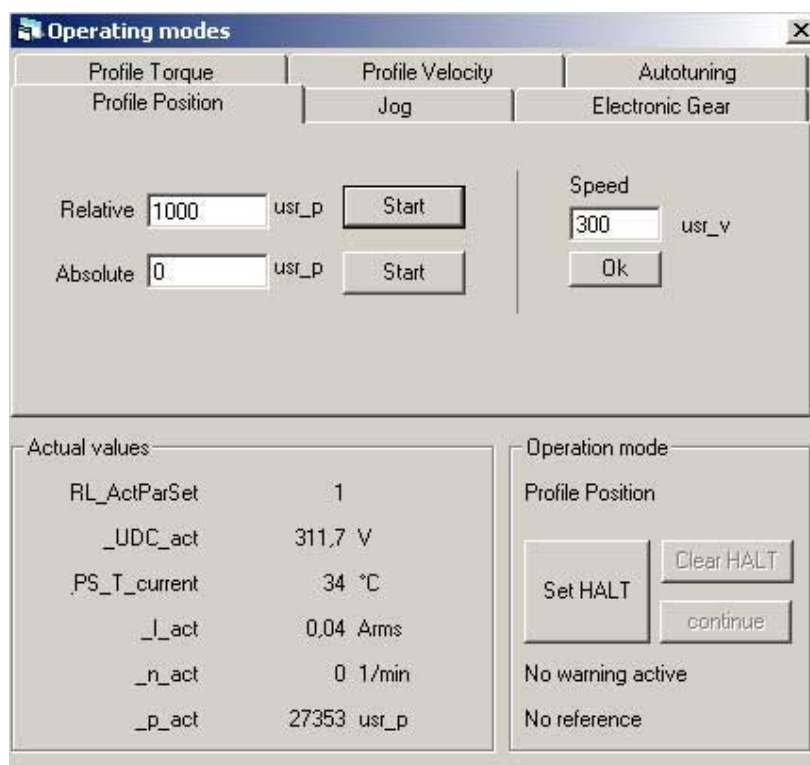 Operating modes
Profile Torque Profile Velocity Autotuning
Profile Position Jog Electronic Gear
Relative 1000 usr_p Start
Absolute 0 usr_p Start
Speed
300 usr_v
Ok
Actual values
RL_ActParSet 1
_UDC_act 311,7 V
_PS_T_current 34 °C
_I_act 0,04 Arms
_n_act 0 1/min
_p_act 27353 usr_p
Operation mode
Profile Position
Set HALT
Clear HALT
continue
No warning active
No reference